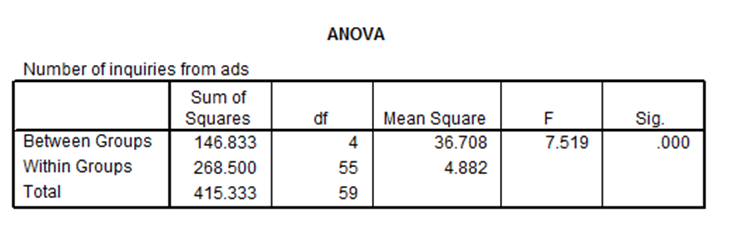 ANOVA
Number of inquiries from ads
Sum of
Squares df Mean Square F Sig.
Between Groups 146.833 4 36.708 7.519 .000
Within Groups 268.500 55 4.882
Total 415.333 59